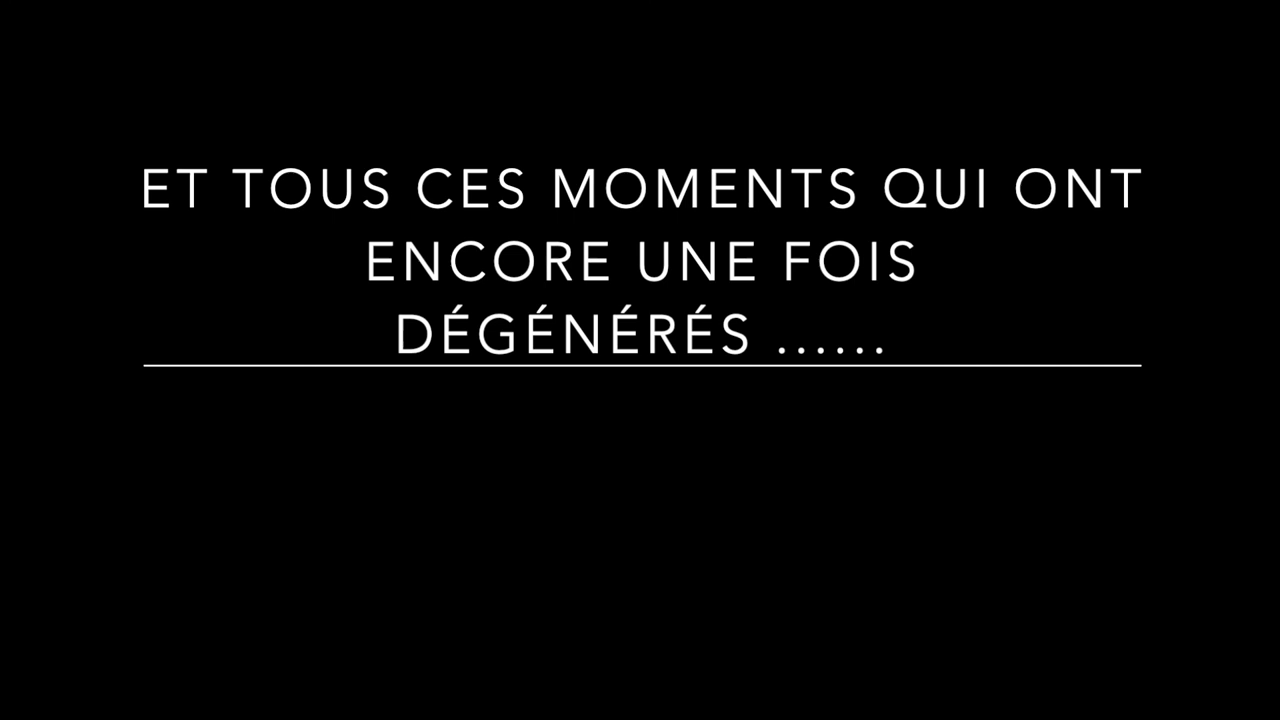 ET TOUS CES MOMENTS QUI ONT
ENCORE UNE FOIS
DÉGÉNÉRÉS ......